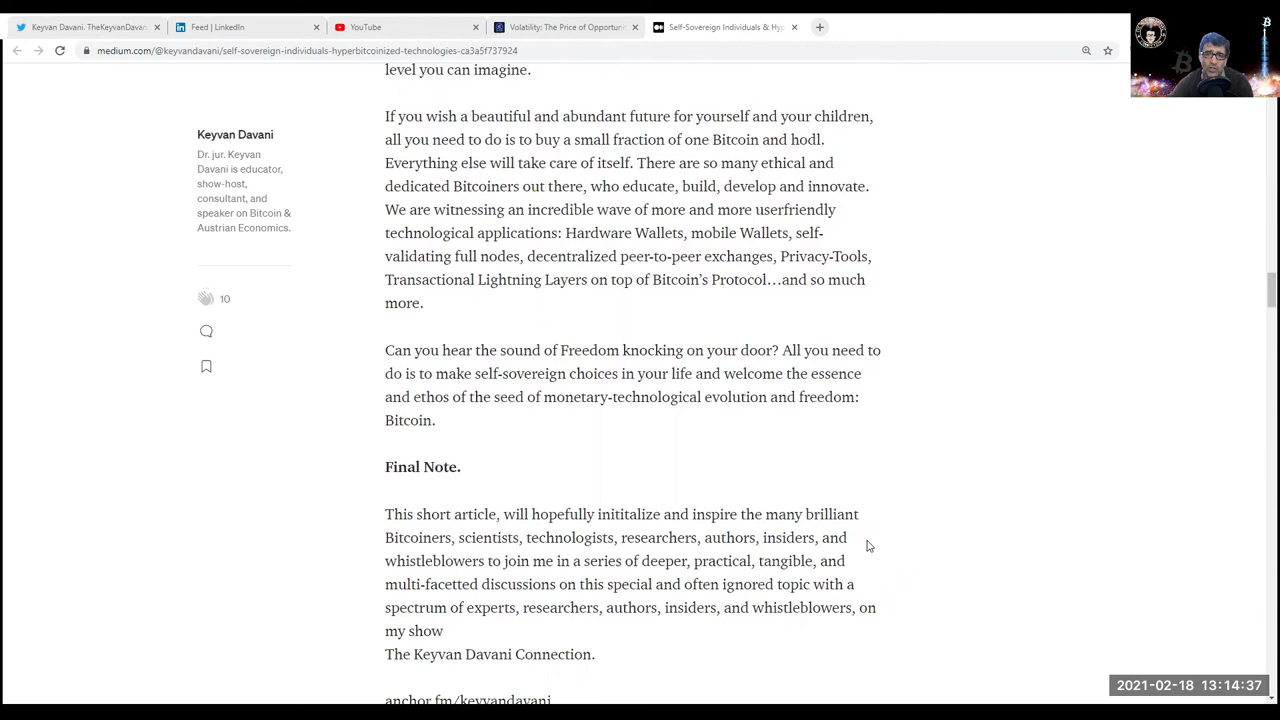 Keyvan Davani. TheKeyvanDavan
Feed | LinkedIn
YouTube
Volatility: The Price of Opportuni
Self-Sovereign Individuals & Hyp
medium.com/@keyvandavani/self-sovereign-individuals-hyperbitcoinized-technologies-ca3a5f737924
level you can imagine.
Keyvan Davani
Dr. jur. Keyvan
Davani is educator,
show-host,
consultant, and
speaker on Bitcoin &
Austrian Economics.
10
If you wish a beautiful and abundant future for yourself and your children,
all you need to do is to buy a small fraction of one Bitcoin and hodl.
Everything else will take care of itself. There are so many ethical and
dedicated Bitcoiners out there, who educate, build, develop and innovate.
We are witnessing an incredible wave of more and more userfriendly
technological applications: Hardware Wallets, mobile Wallets, self-
validating full nodes, decentralized peer-to-peer exchanges, Privacy-Tools,
Transactional Lightning Layers on top of Bitcoin’s Protocol…and so much
more.
Can you hear the sound of Freedom knocking on your door? All you need to
do is to make self-sovereign choices in your life and welcome the essence
and ethos of the seed of monetary-technological evolution and freedom:
Bitcoin.
Final Note.
This short article, will hopefully inititalize and inspire the many brilliant
Bitcoiners, scientists, technologists, researchers, authors, insiders, and
whistleblowers to join me in a series of deeper, practical, tangible, and
multi-facetted discussions on this special and often ignored topic with a
spectrum of experts, researchers, authors, insiders, and whistleblowers, on
my show
The Keyvan Davani Connection.
anchor.fm/keyvandavani
2021-02-18 13:14:37